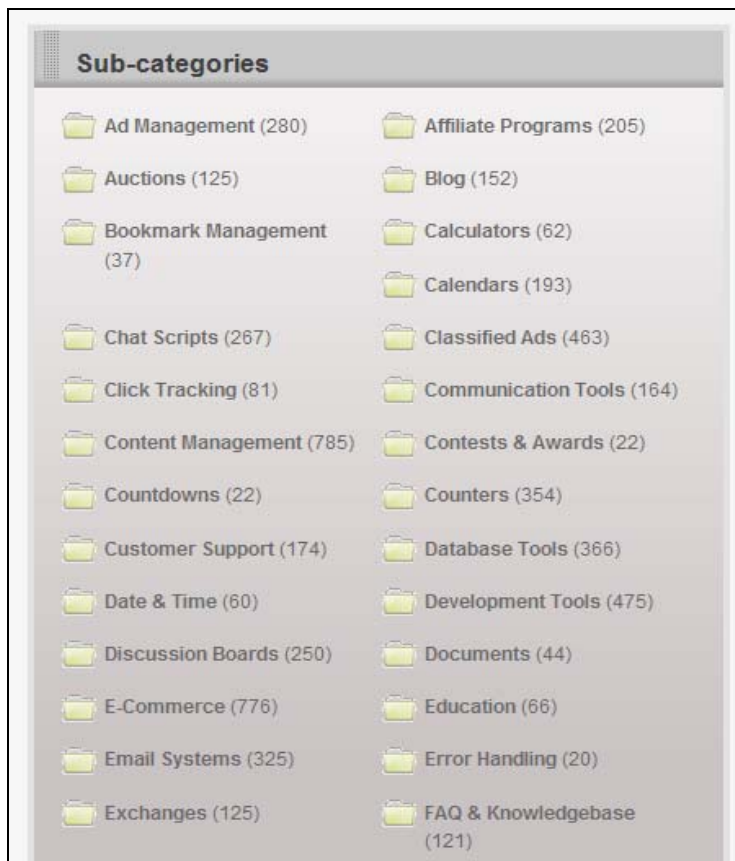 Sub-categories
Ad Management (280)
Affiliate Programs (205)
Auctions (125)
Blog (152)
Bookmark Management
(37)
Calculators (62)
Calendars (193)
Chat Scripts (267)
Classified Ads (463)
Click Tracking (81)
Communication Tools (164)
Content Management (785)
Contests & Awards (22)
Countdowns (22)
Counters (354)
Customer Support (174)
Database Tools (366)
Date & Time (60)
Development Tools (475)
Discussion Boards (250)
Documents (44)
E-Commerce (776)
Education (66)
Email Systems (325)
Error Handling (20)
Exchanges (125)
FAQ & Knowledgebase
(121)